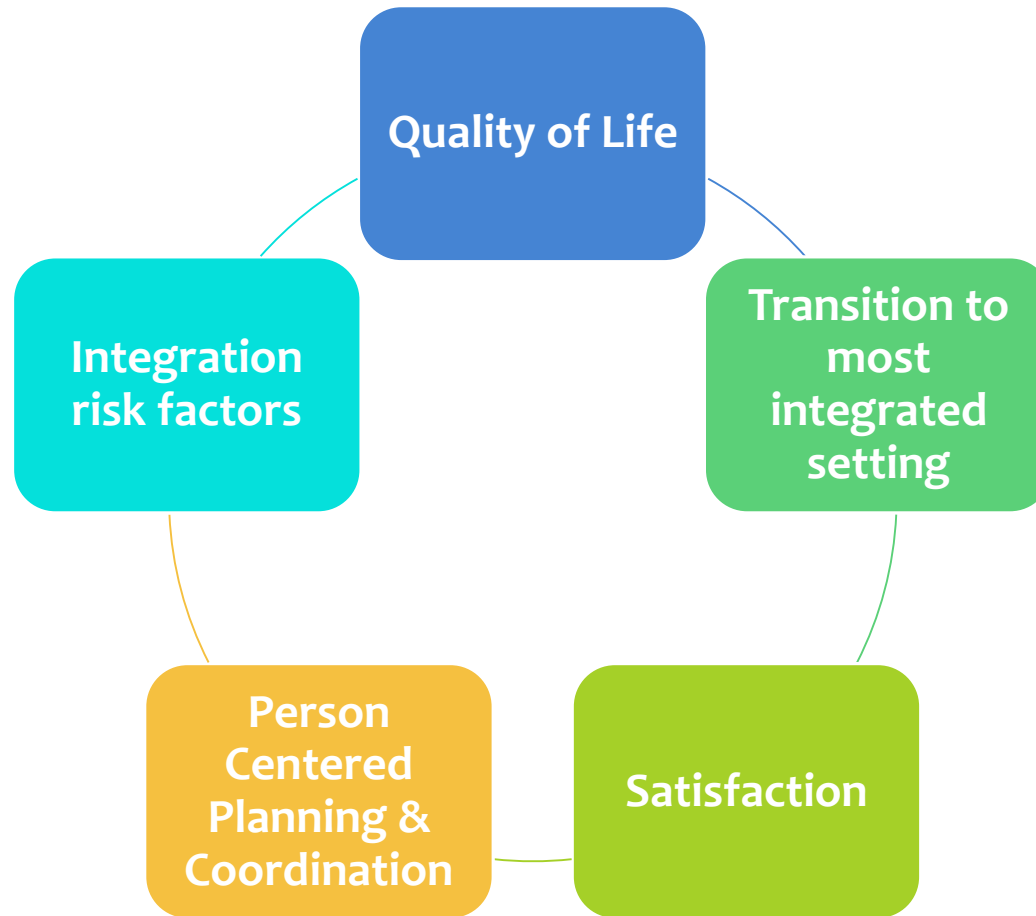 Quality of Life
Transition to
most
integrated
setting
Satisfaction
Person
Centered
Planning &
Coordination
Integration
risk factors